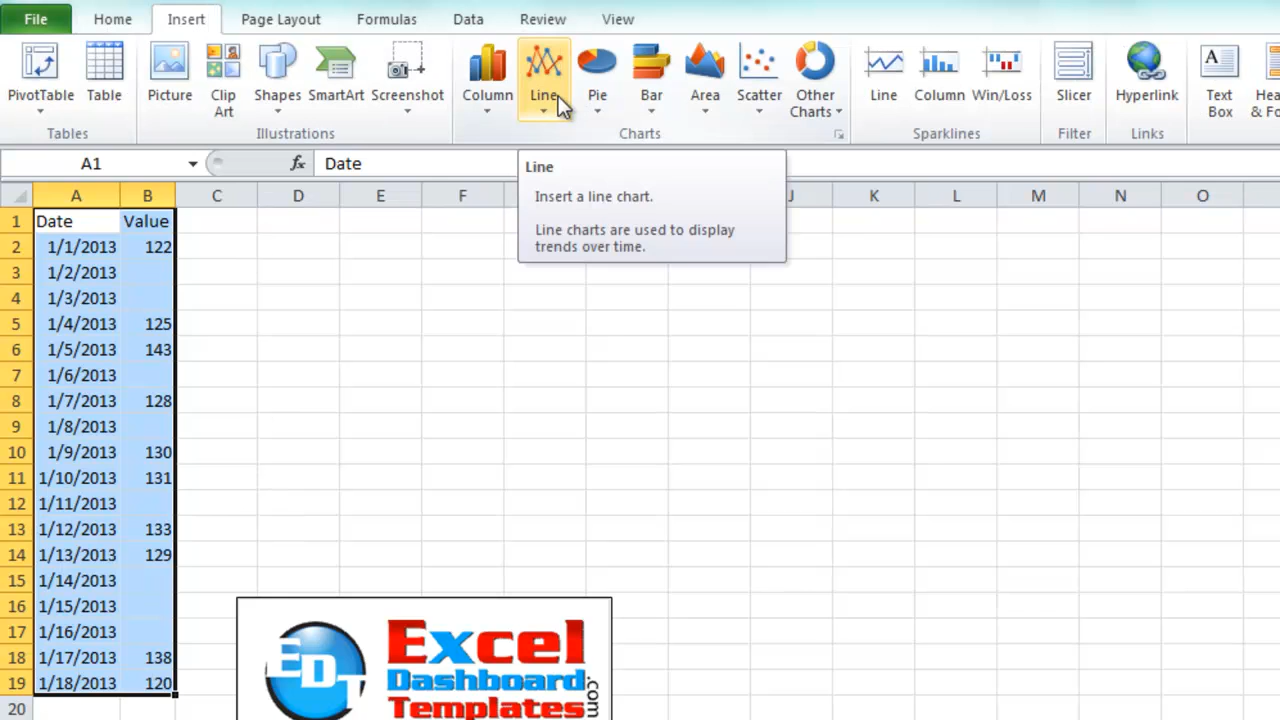 File Home Insert Page Layout Formulas Data Review View
PivotTable Table Picture Clip Art Shapes SmartArt Screenshot Column Line Pie Bar Area Scatter Other Charts Line Column Win/Loss Slicer Hyperlink Text Box
Tables Illustrations Charts Sparklines Filter Links
A1 fx Date
Line
Insert a line chart.
Line charts are used to display
trends over time.
A B C D E F J K L M N O
1 Date Value
2 1/1/2013 122
3 1/2/2013
4 1/3/2013
5 1/4/2013 125
6 1/5/2013 143
7 1/6/2013
8 1/7/2013 128
9 1/8/2013
10 1/9/2013 130
11 1/10/2013 131
12 1/11/2013
13 1/12/2013 133
14 1/13/2013 129
15 1/14/2013
16 1/15/2013
17 1/16/2013
18 1/17/2013 138
19 1/18/2013 120
20
EDT
Excel
Dashboard
Templates
.com